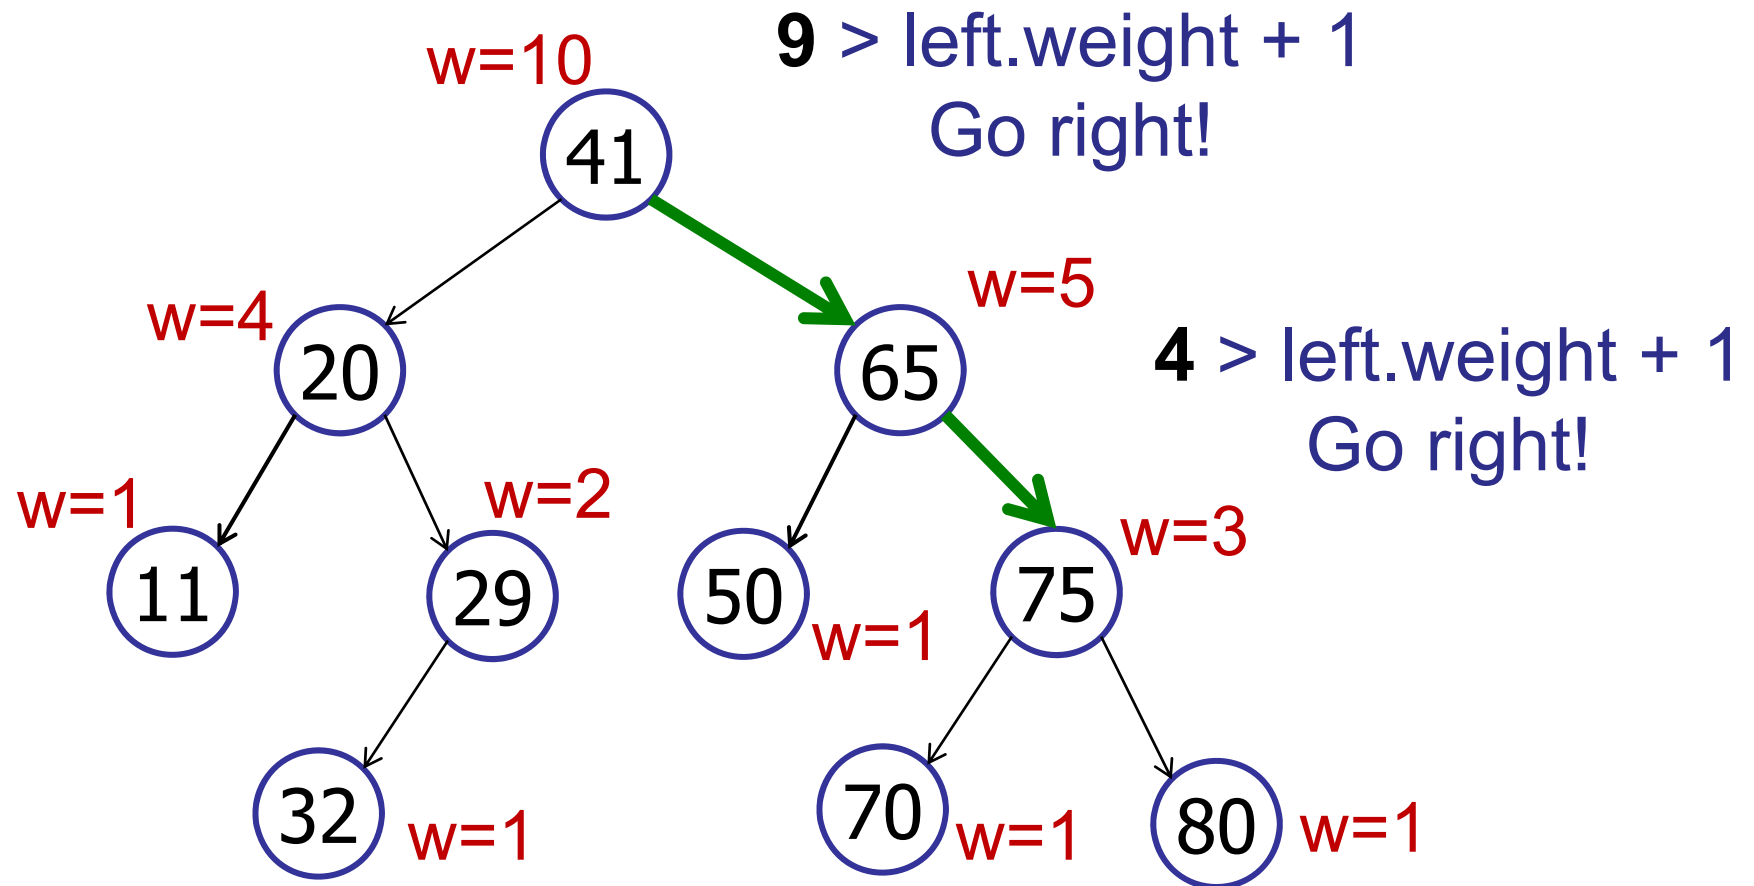 9 > left.weight + 1
Go right!
w=10
41
w=5
w=4
4 > left.weight + 1
Go right!
20
65
w=1
w=2
w=3
11
29
50
75
w=1
32
w=1
70
w=1
80
w=1